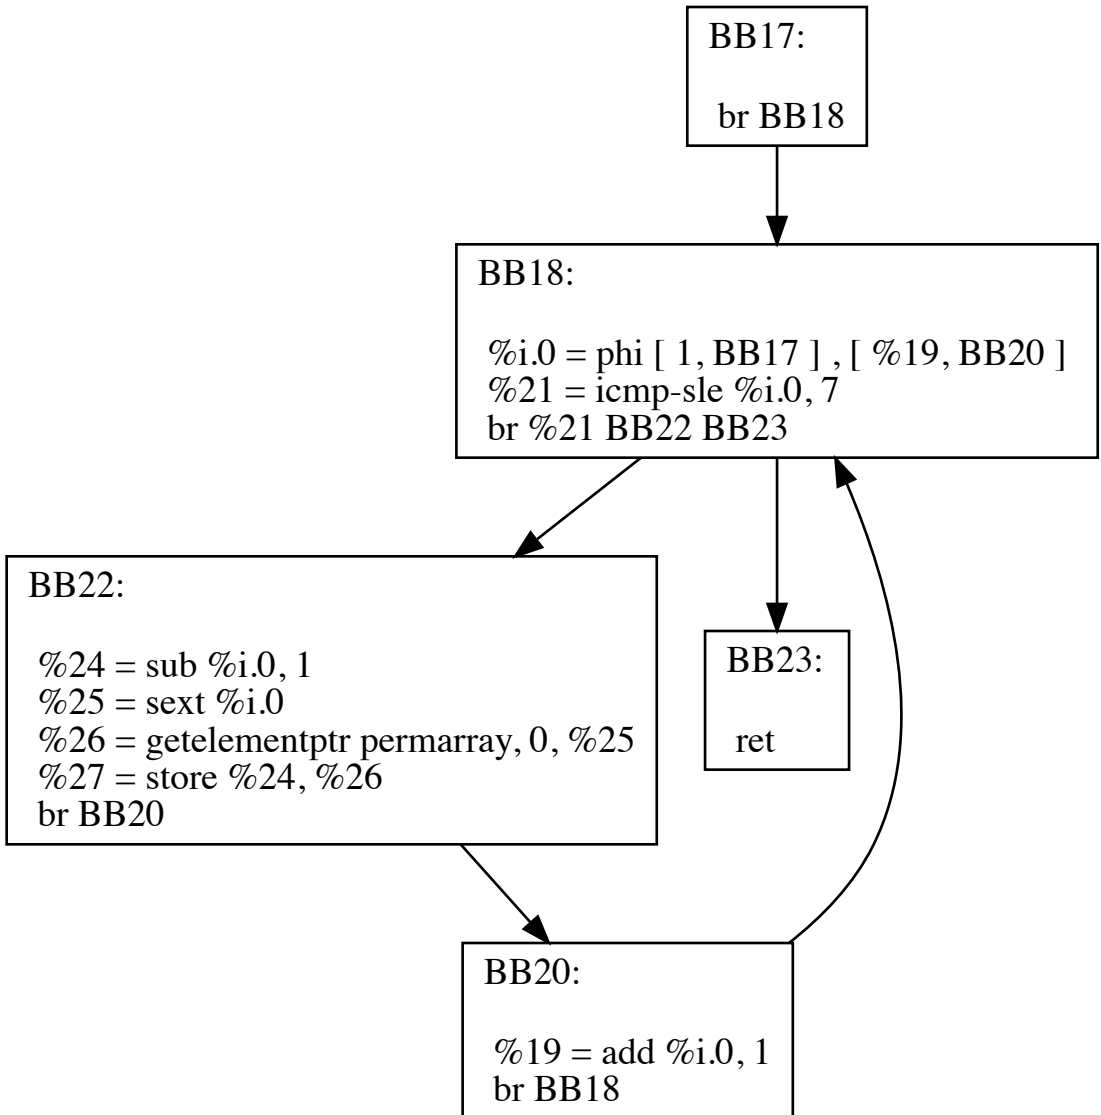 BB17:
br BB18
BB18:
%i.0 = phi [ 1, BB17 ] , [ %19, BB20 ]
%21 = icmp-sle %i.0, 7
br %21 BB22 BB23
BB22:
%24 = sub %i.0, 1
%25 = sext %i.0
%26 = getelementptr permarray, 0, %25
%27 = store %24, %26
br BB20
BB23:
ret
BB20:
%19 = add %i.0, 1
br BB18